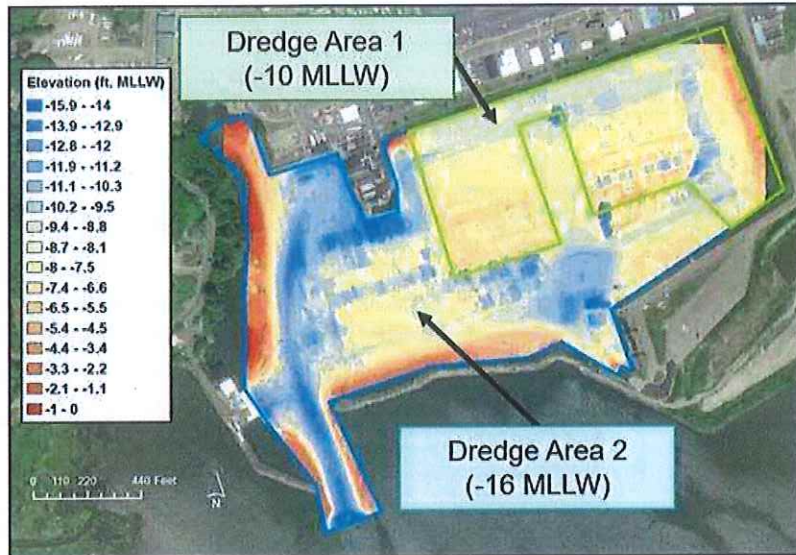 Dredge Area 1
(-10 MLLW)
Elevation (ft. MLLW)
-15.9 - -14
-13.9 - -12.9
-12.8 - -12
-11.9 - -11.2
-11.1 - -10.3
-10.2 - -9.5
-9.4 - -8.8
-8.7 - -8.1
-8 - -7.5
-7.4 - -6.6
-6.5 - -5.5
-5.4 - -4.5
-4.4 - -3.4
-3.3 - -2.2
-2.1 - -1.1
-1 - 0
Dredge Area 2
(-16 MLLW)
0 110 220 440 Feet
N